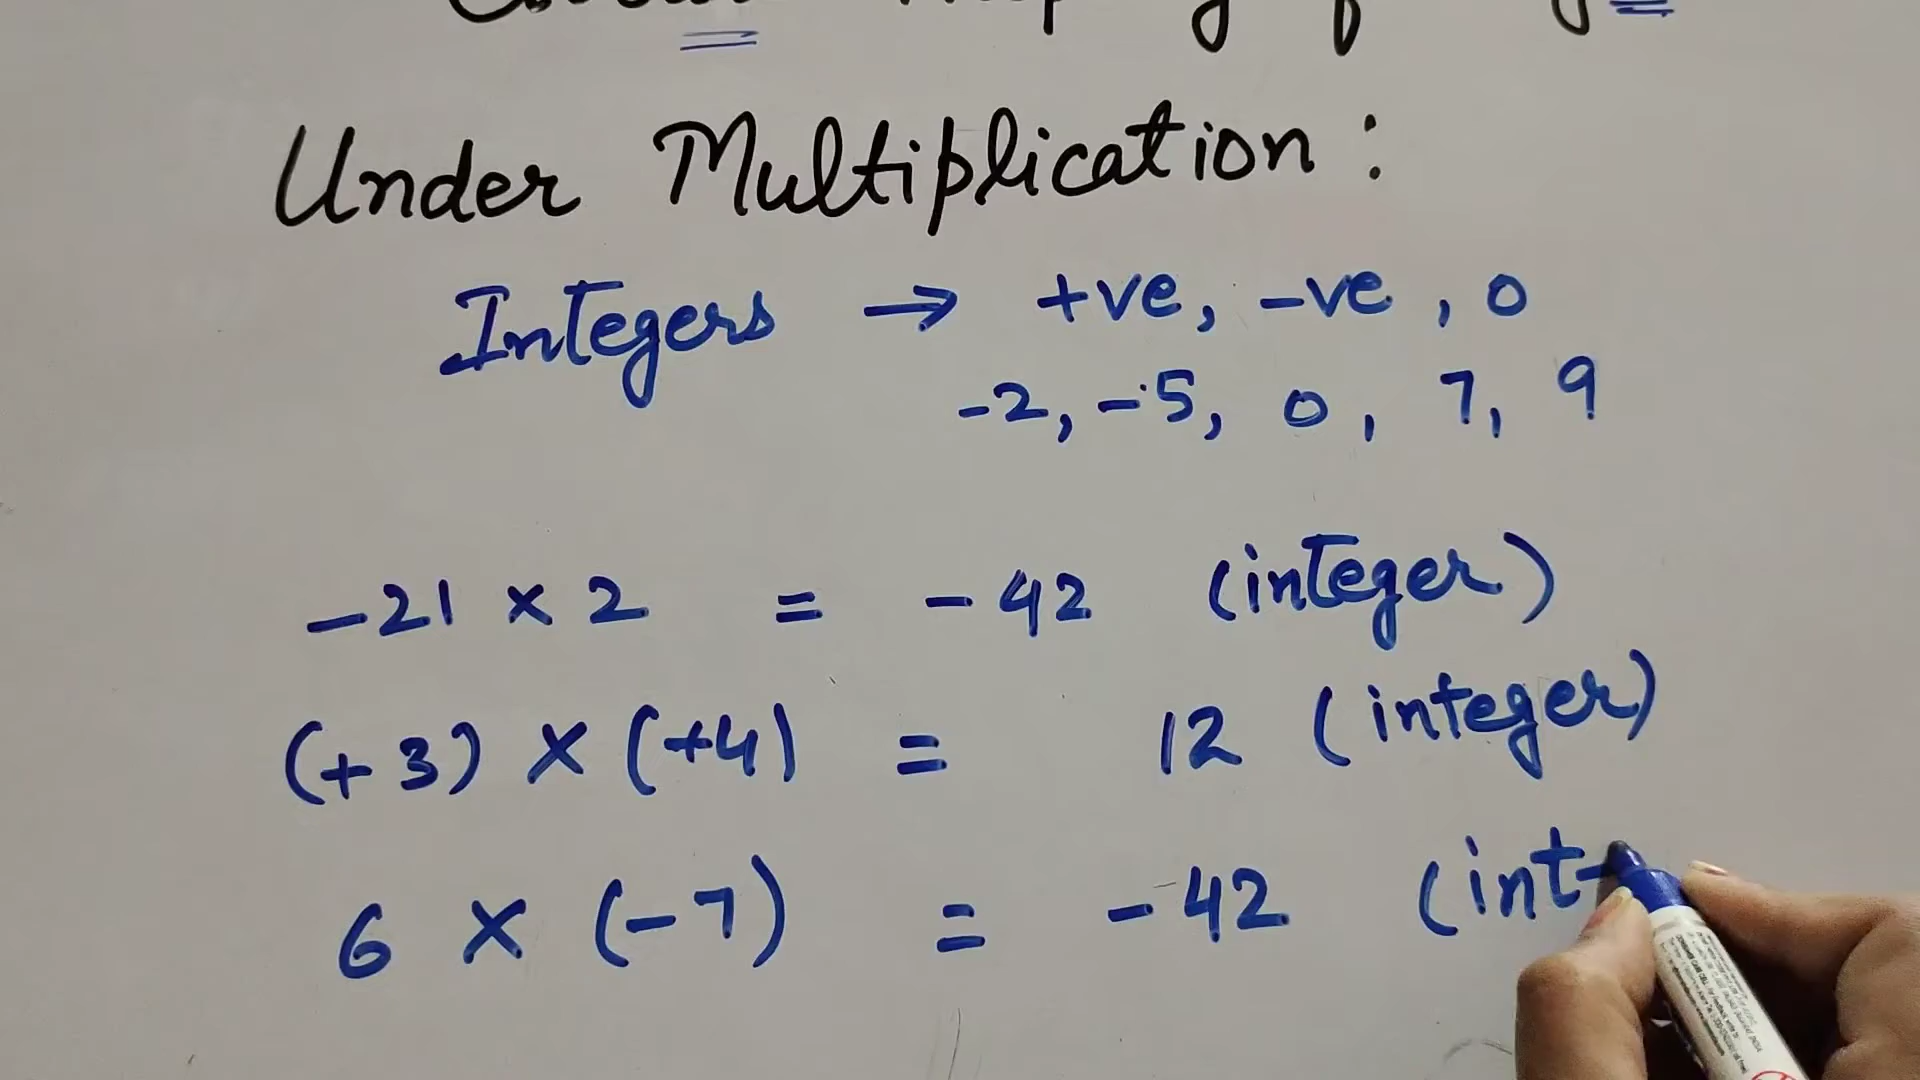 Under Multiplication :
Integers → +ve, -ve, 0
-2, -5, 0, 7, 9
-21 × 2 = -42 (integer)
(+3) × (+4) = 12 (integer)
6 × (-7) = -42 (int